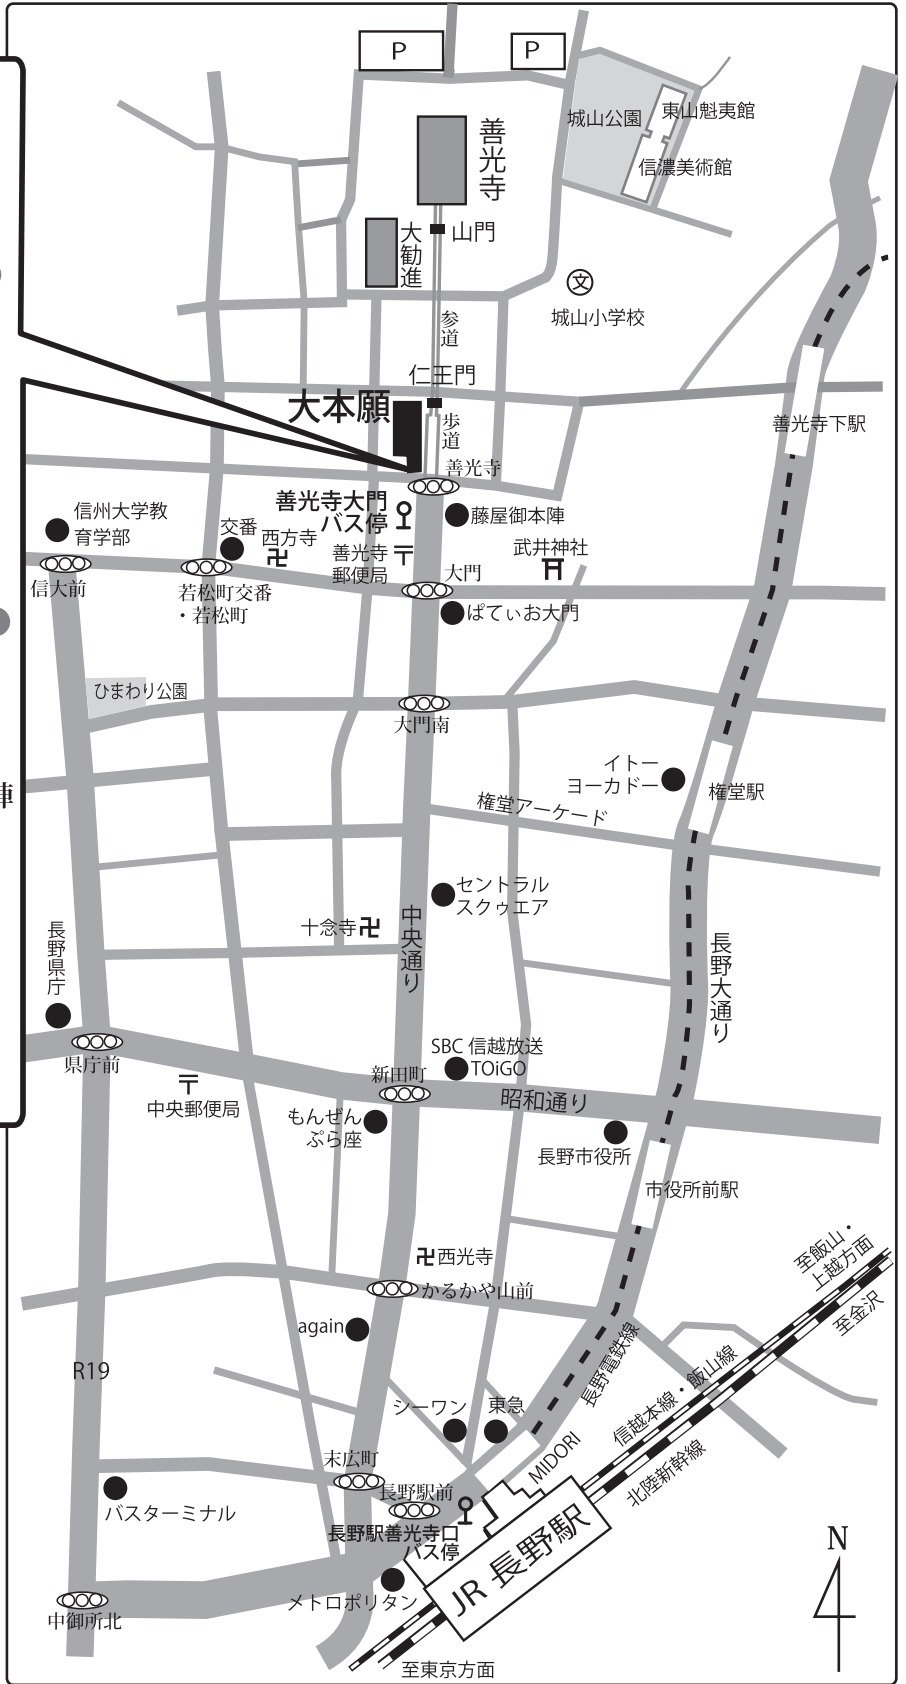 P
P
城山公園
東山魁夷館
信濃美術館
善光寺
大勧進
山門
文
城山小学校
参道
仁王門
大本願
歩道
善光寺
善光寺下駅
善光寺大門
バス停
藤屋御本陣
信州大学教
育学部
交番
西方寺
善光寺
郵便局
〒
武井神社
大門
信大前
若松町交番
・若松町
ぱてぃお大門
ひまわり公園
大門南
イトー
ヨーカドー
権堂駅
権堂アーケード
セントラル
スクゥエア
十念寺
中央通り
長野県庁
長野大通り
SBC 信越放送
TOiGO
県庁前
新田町
〒
中央郵便局
昭和通り
もんぜん
ぷら座
長野市役所
市役所前駅
西光寺
かるかや山前
至飯山・
上越方面
至金沢
again
長野電鉄線
R19
信越本線・飯山線
北陸新幹線
シーワン
東急
MIDORI
末広町
長野駅前
バスターミナル
長野駅善光寺口
バス停
JR 長野駅
N
メトロポリタン
中御所北
至東京方面